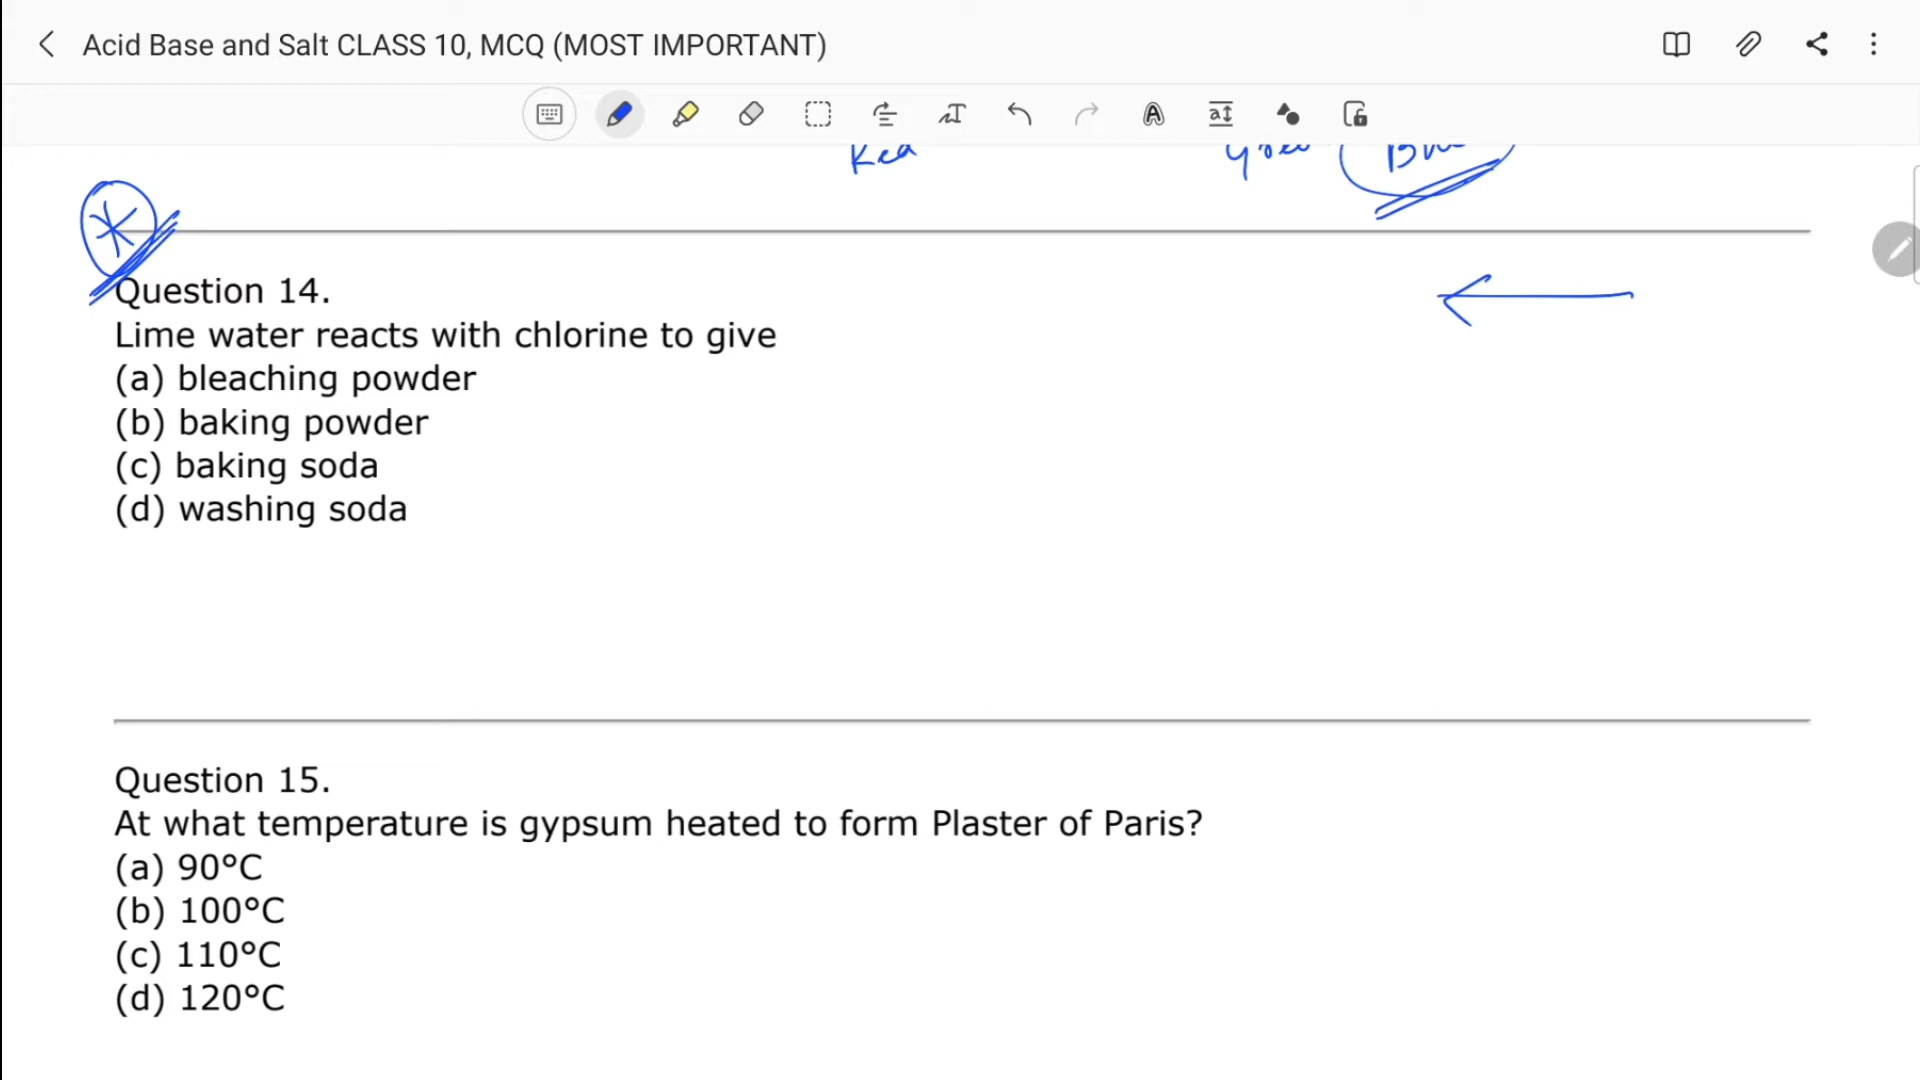 Acid Base and Salt CLASS 10, MCQ (MOST IMPORTANT)
Red
Question 14.
Lime water reacts with chlorine to give
(a) bleaching powder
(b) baking powder
(c) baking soda
(d) washing soda
Question 15.
At what temperature is gypsum heated to form Plaster of Paris?
(a) 90°C
(b) 100°C
(c) 110°C
(d) 120°C